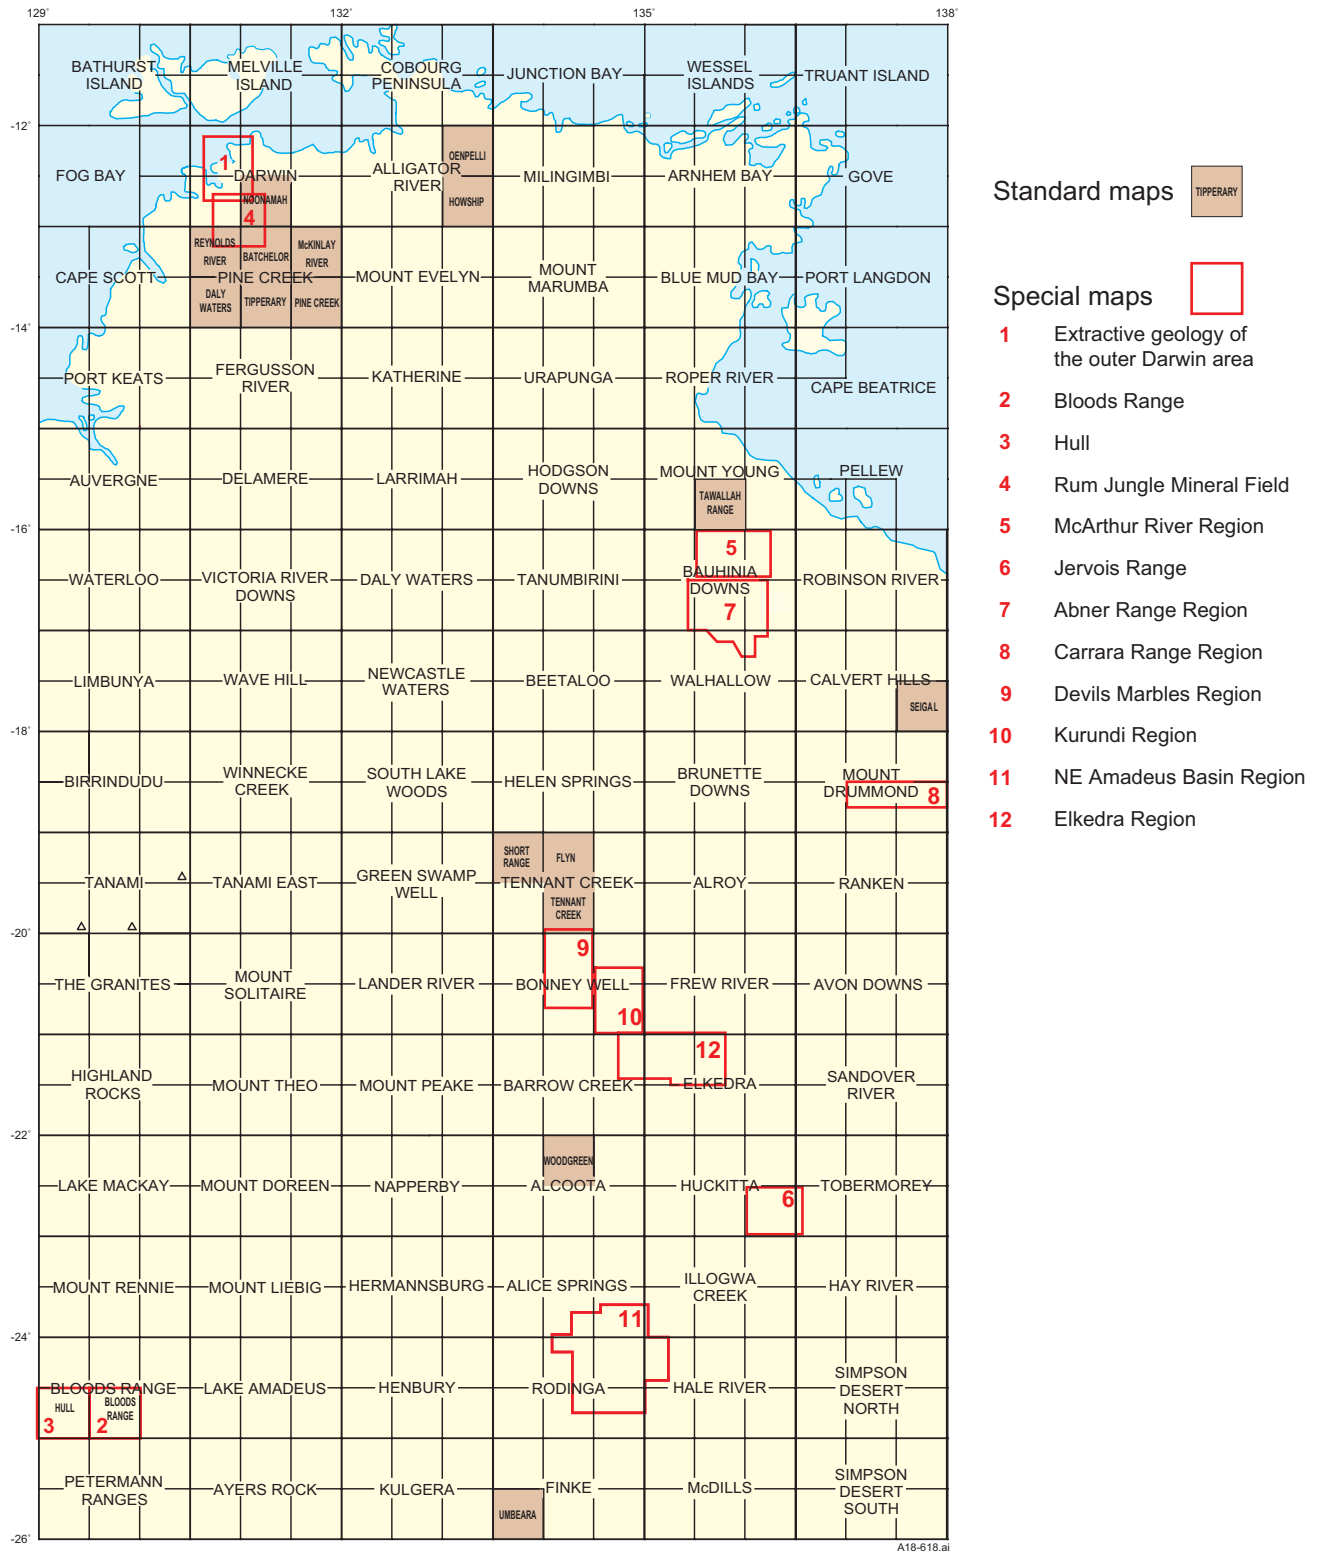 129˚
132˚
135˚
138˚
BATHURST
ISLAND
MELVILLE
ISLAND
COBOURG
PENINSULA
JUNCTION BAY
WESSEL
ISLANDS
TRUANT ISLAND
-12˚
FOG BAY
1
DARWIN
ALLIGATOR
RIVER
OENPELLI
HOWSHIP
MILINGIMBI
ARNHEM BAY
GOVE
NOONAMAH
4
REYNOLDS
RIVER
BATCHELOR
McKINLAY
RIVER
CAPE SCOTT
PINE CREEK
MOUNT EVELYN
MOUNT
MARUMBA
BLUE MUD BAY
PORT LANGDON
DALY
WATERS
TIPPERARY
PINE CREEK
-14˚
PORT KEATS
FERGUSSON
RIVER
KATHERINE
URAPUNGA
ROPER RIVER
CAPE BEATRICE
AUVERGNE
DELAMERE
LARRIMAH
HODGSON
DOWNS
MOUNT YOUNG
PELLEW
TAWALLAH
RANGE
-16˚
5
WATERLOO
VICTORIA RIVER
DOWNS
DALY WATERS
TANUMBIRINI
BAUHINIA
DOWNS
ROBINSON RIVER
7
LIMBUNYA
WAVE HILL
NEWCASTLE
WATERS
BEETALOO
WALHALLOW
CALVERT HILLS
SEIGAL
-18˚
BIRRINDUDU
WINNECKE
CREEK
SOUTH LAKE
WOODS
HELEN SPRINGS
BRUNETTE
DOWNS
MOUNT
DRUMMOND
8
SHORT
RANGE
FLYN
TANAMI
TANAMI EAST
GREEN SWAMP
WELL
TENNANT CREEK
ALROY
RANKEN
TENNANT
CREEK
-20˚
9
THE GRANITES
MOUNT
SOLITAIRE
LANDER RIVER
BONNEY WELL
FREW RIVER
AVON DOWNS
10
12
HIGHLAND
ROCKS
MOUNT THEO
MOUNT PEAKE
BARROW CREEK
ELKEDRA
SANDOVER
RIVER
-22˚
WOODGREEN
LAKE MACKAY
MOUNT DOREEN
NAPPERBY
ALCOOTA
HUCKITTA
TOBERMOREY
6
MOUNT RENNIE
MOUNT LIEBIG
HERMANNSBURG
ALICE SPRINGS
ILLOGWA
CREEK
HAY RIVER
11
-24˚
BLOODS RANGE
LAKE AMADEUS
HENBURY
RODINGA
HALE RIVER
SIMPSON
DESERT
NORTH
HULL
3
BLOODS
RANGE
2
PETERMANN
RANGES
AYERS ROCK
KULGERA
FINKE
McDILLS
SIMPSON
DESERT
SOUTH
UMBEARA
-26˚
A18-618.ai
Standard maps
TIPPERARY
Special maps
1 Extractive geology of
the outer Darwin area
2 Bloods Range
3 Hull
4 Rum Jungle Mineral Field
5 McArthur River Region
6 Jervois Range
7 Abner Range Region
8 Carrara Range Region
9 Devils Marbles Region
10 Kurundi Region
11 NE Amadeus Basin Region
12 Elkedra Region